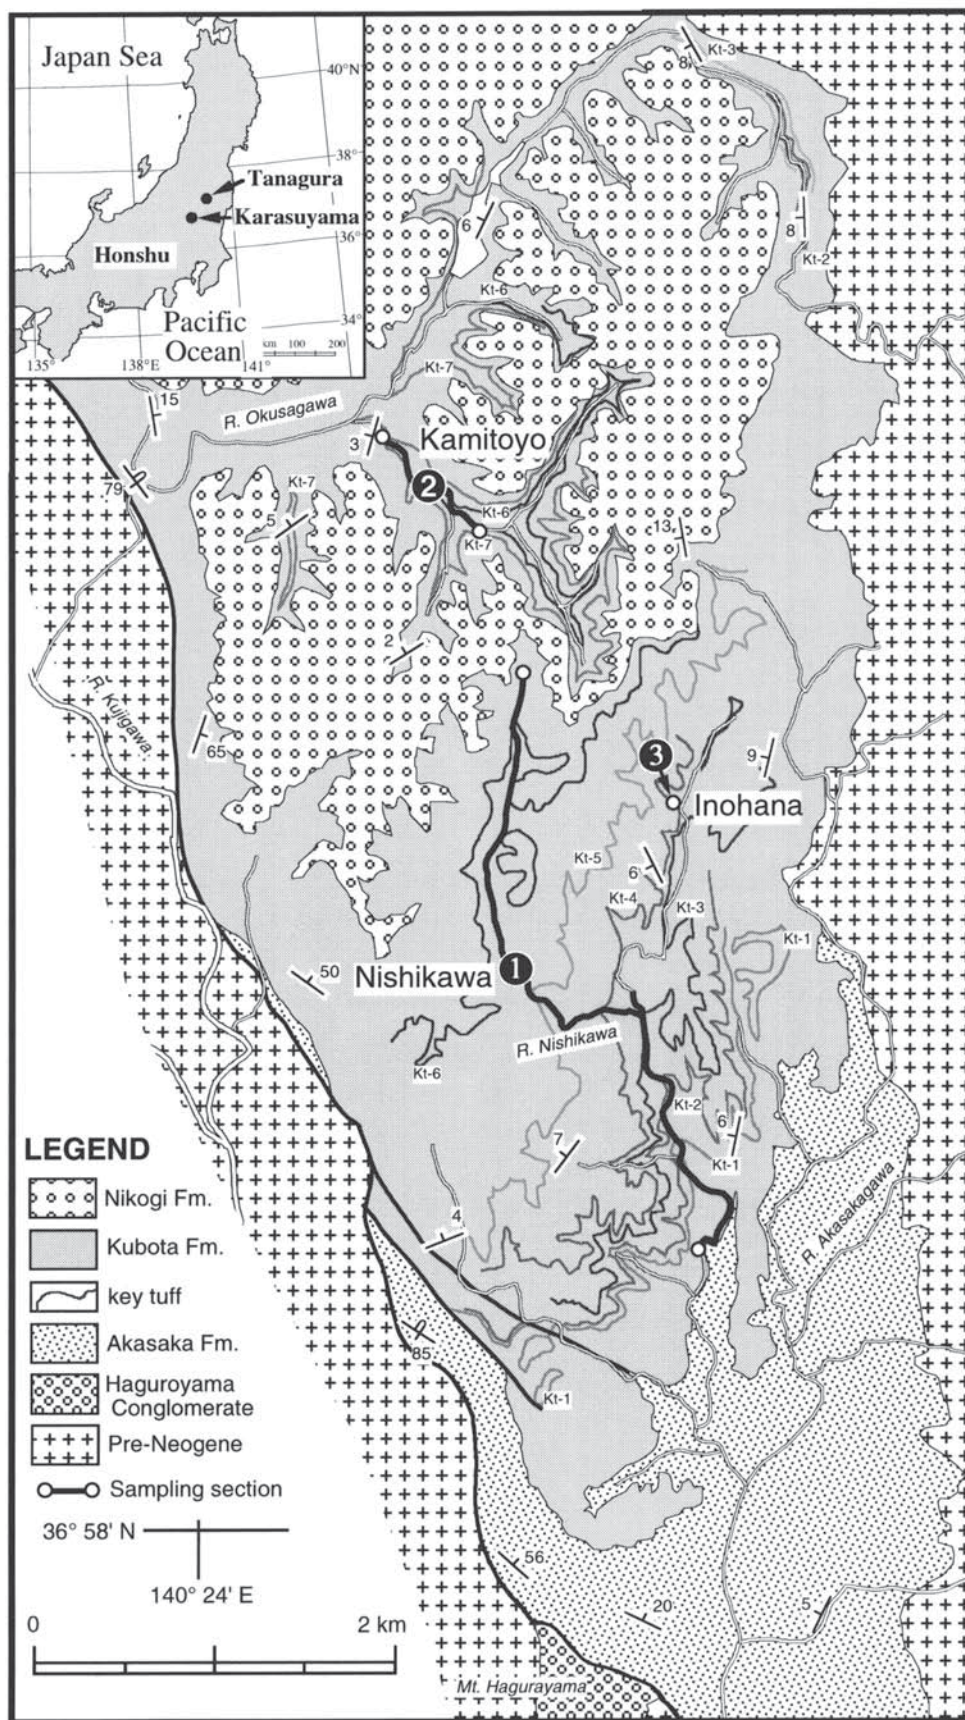 Japan Sea
40°N
38°
Tanagura
Karasuyama
36°
Honshu
Pacific
Ocean
34°
km 100 200
135°
138°E
141°
8
Kt-3
8
Kt-2
6
Kt-6
Kt-7
15
R. Okusagawa
3
Kamitoyo
79
Kt-7
2
Kt-6
5
Kt-7
13
2
R. Kujigawa
65
3
9
Inohana
Kt-5
6
Kt-4
Kt-3
Kt-1
50
Nishikawa
1
R. Nishikawa
Kt-6
Kt-2
6
7
Kt-1
4
R. Akasakagawa
85
Kt-1
56
20
5
Mt. Hagurayama
LEGEND
Nikogi Fm.
Kubota Fm.
key tuff
Akasaka Fm.
Haguroyama
Conglomerate
Pre-Neogene
Sampling section
36° 58' N
140° 24' E
0
2 km